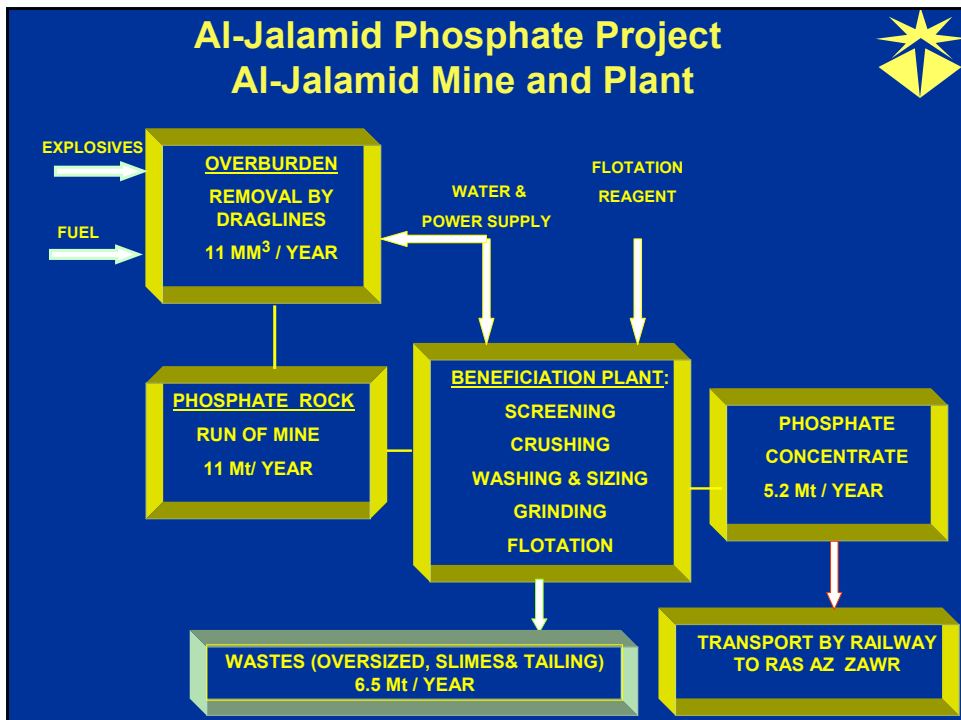 Al-Jalamid Phosphate Project
Al-Jalamid Mine and Plant
EXPLOSIVES
FUEL
OVERBURDEN
REMOVAL BY
DRAGLINES
11 MM³ / YEAR
WATER &
POWER SUPPLY
FLOTATION
REAGENT
PHOSPHATE ROCK
RUN OF MINE
11 Mt/ YEAR
BENEFICIATION PLANT:
SCREENING
CRUSHING
WASHING & SIZING
GRINDING
FLOTATION
PHOSPHATE
CONCENTRATE
5.2 Mt / YEAR
WASTES (OVERSIZED, SLIMES& TAILING)
6.5 Mt / YEAR
TRANSPORT BY RAILWAY
TO RAS AZ ZAWR